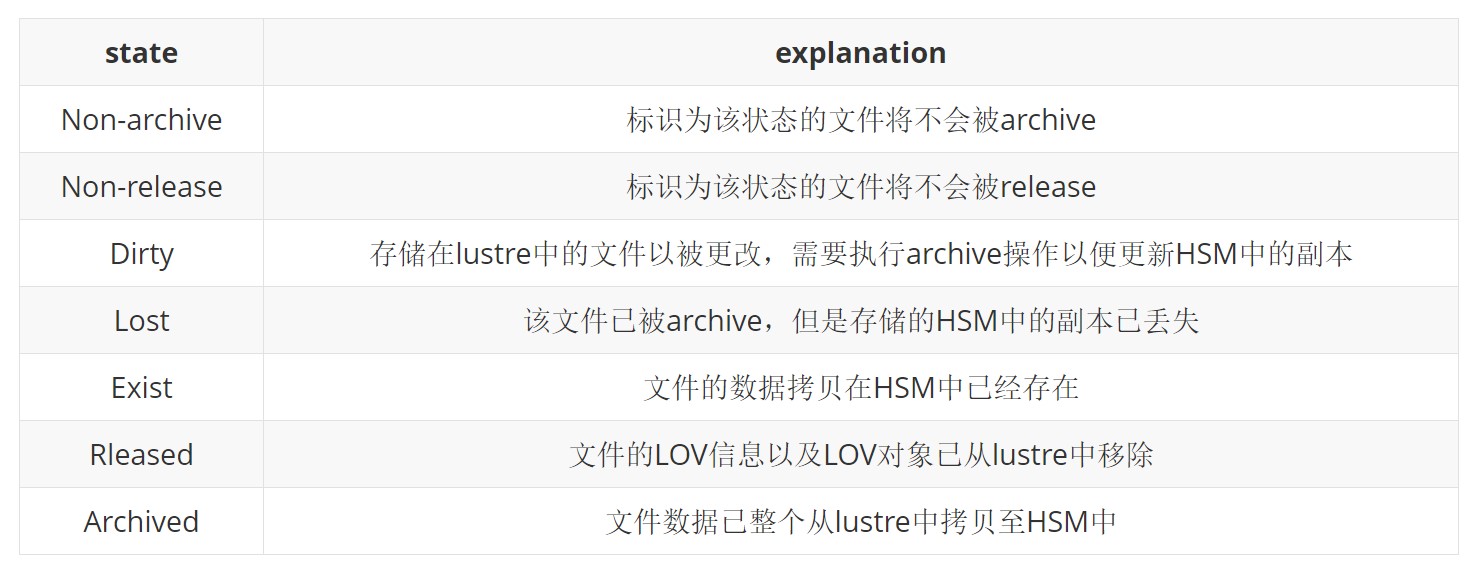 state explanation
Non-archive 标识为该状态的文件将不会被archive
Non-release 标识为该状态的文件将不会被release
Dirty 存储在lustre中的文件以被更改，需要执行archive操作以便更新HSM中的副本
Lost 该文件已被archive，但是存储的HSM中的副本已丢失
Exist 文件的数据拷贝在HSM中已经存在
Rleased 文件的LOV信息以及LOV对象已从lustre中移除
Archived 文件数据已整个从lustre中拷贝至HSM中